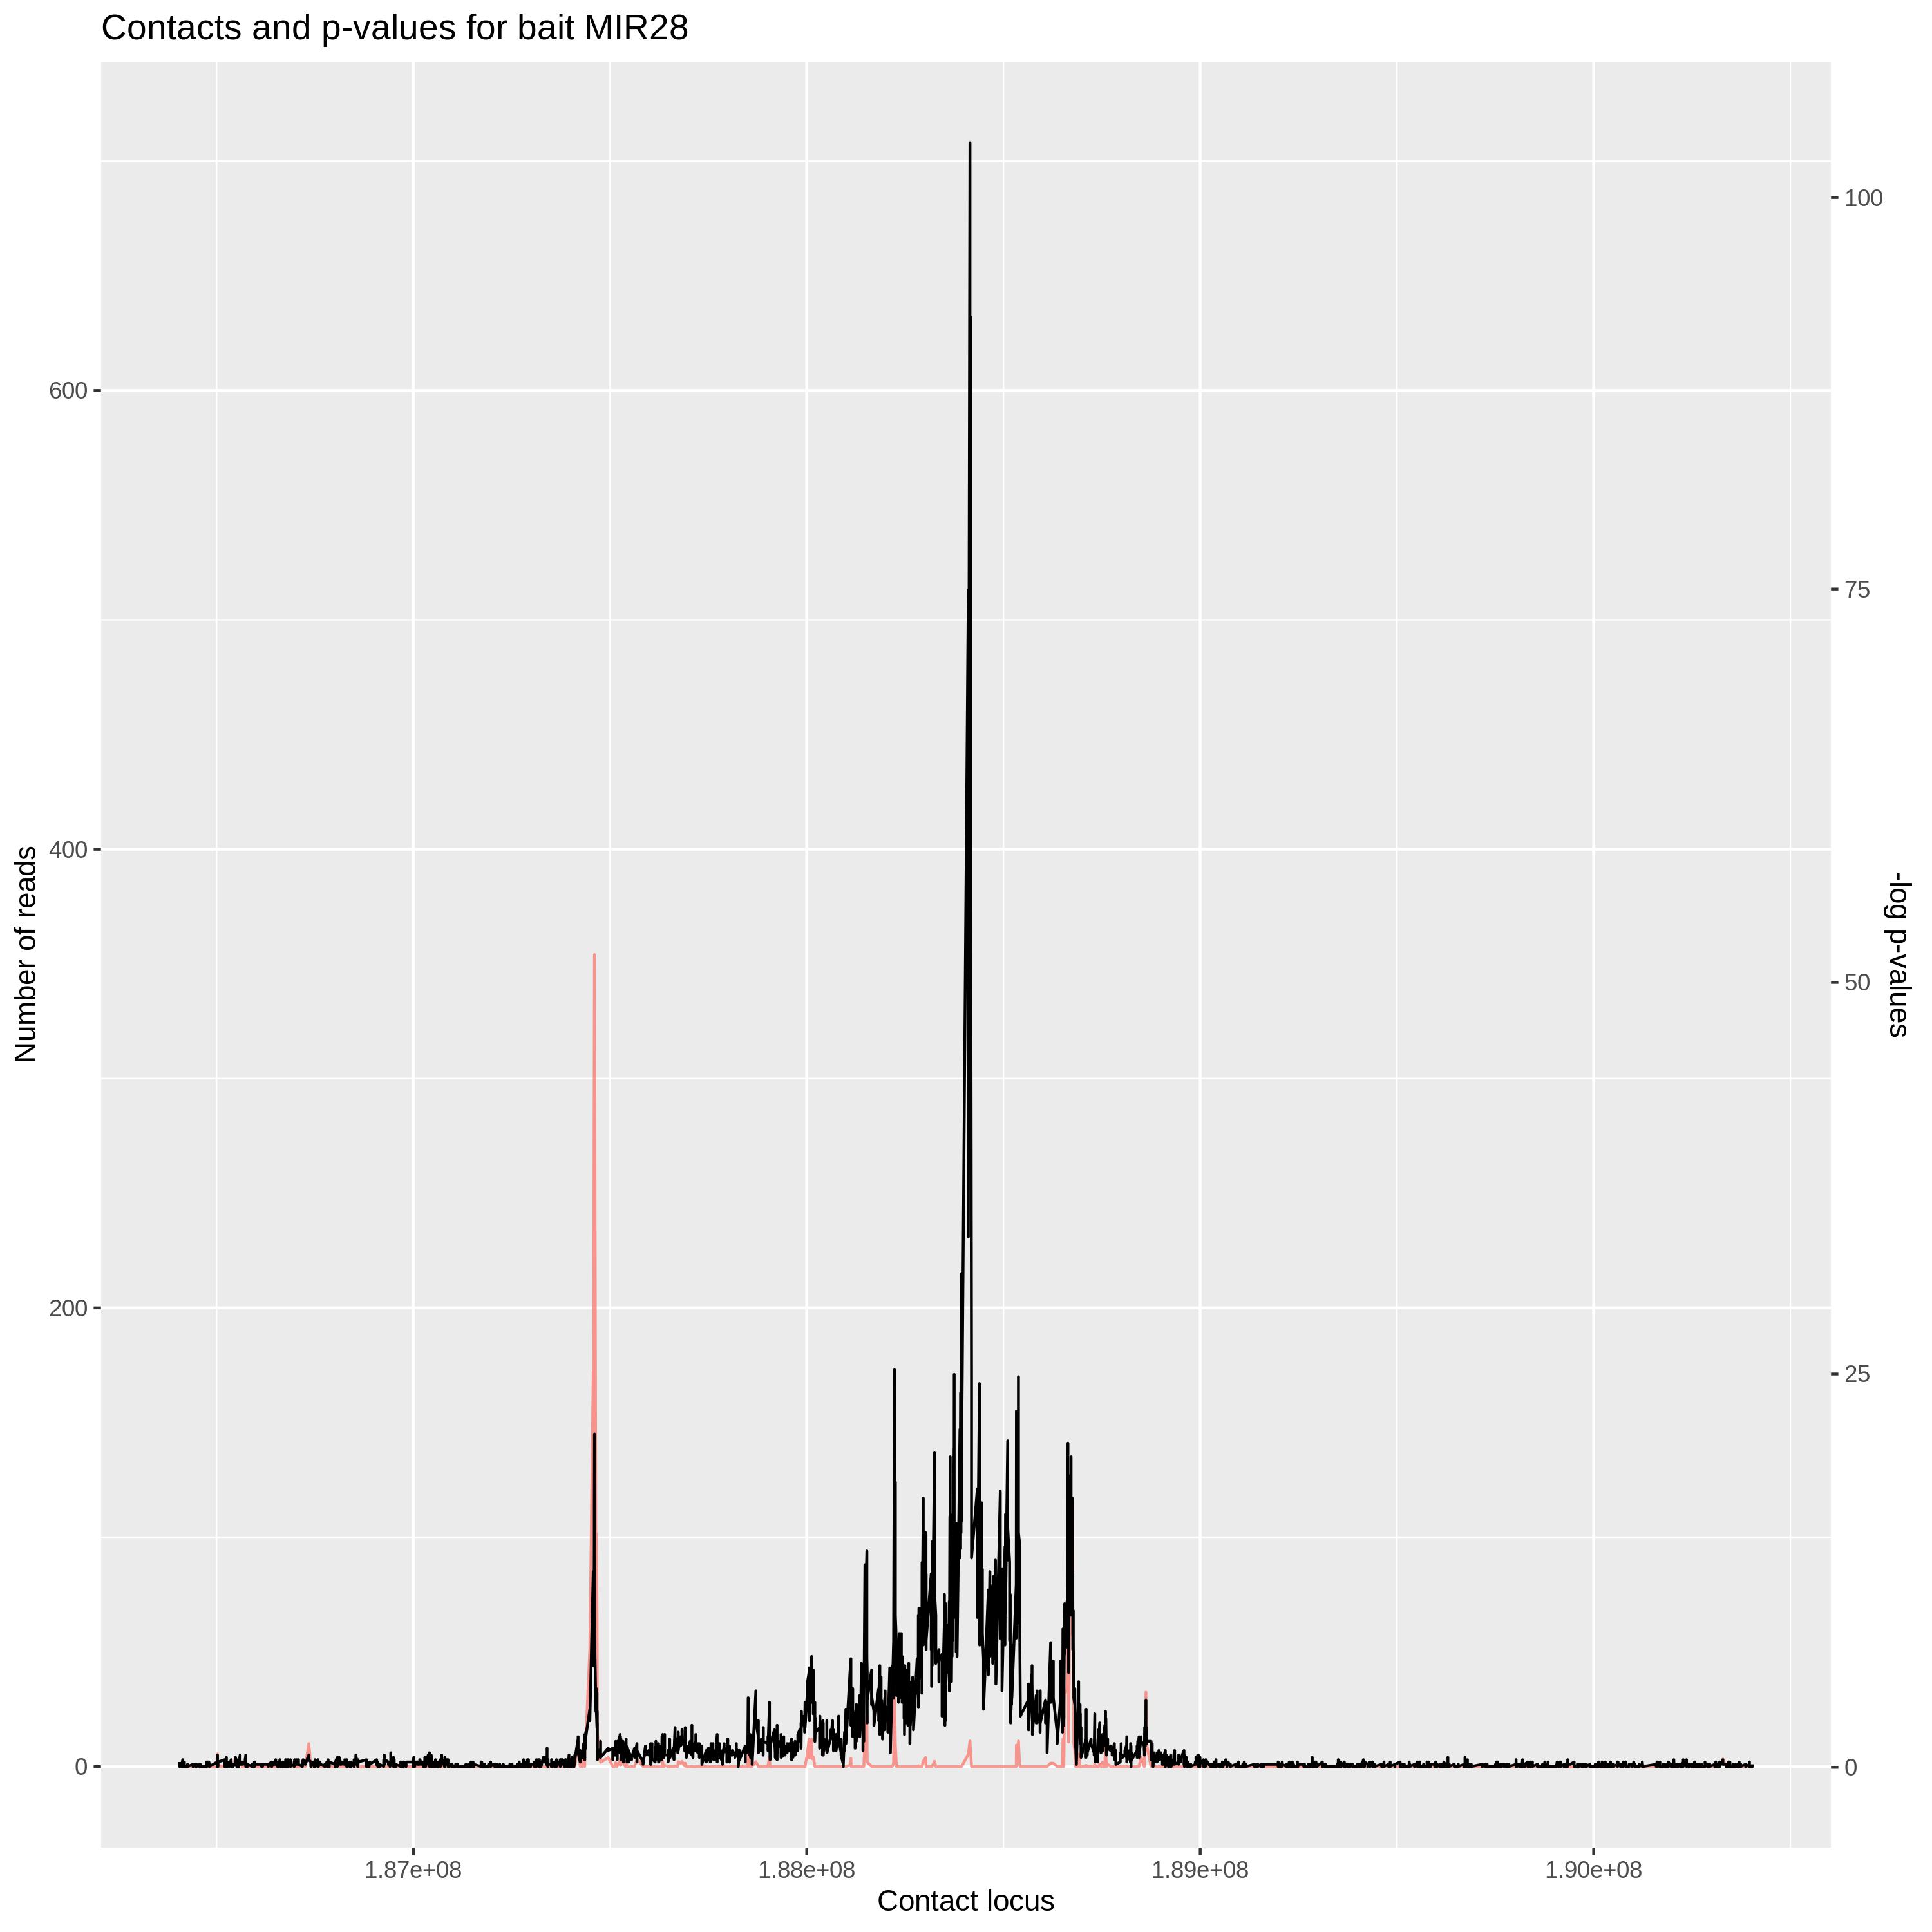 Contacts and p-values for bait MIR28
Number of reads
600
400
200
0
100
75
50
25
0
-log p-values
1.87e+08
1.88e+08
1.89e+08
1.90e+08
Contact locus